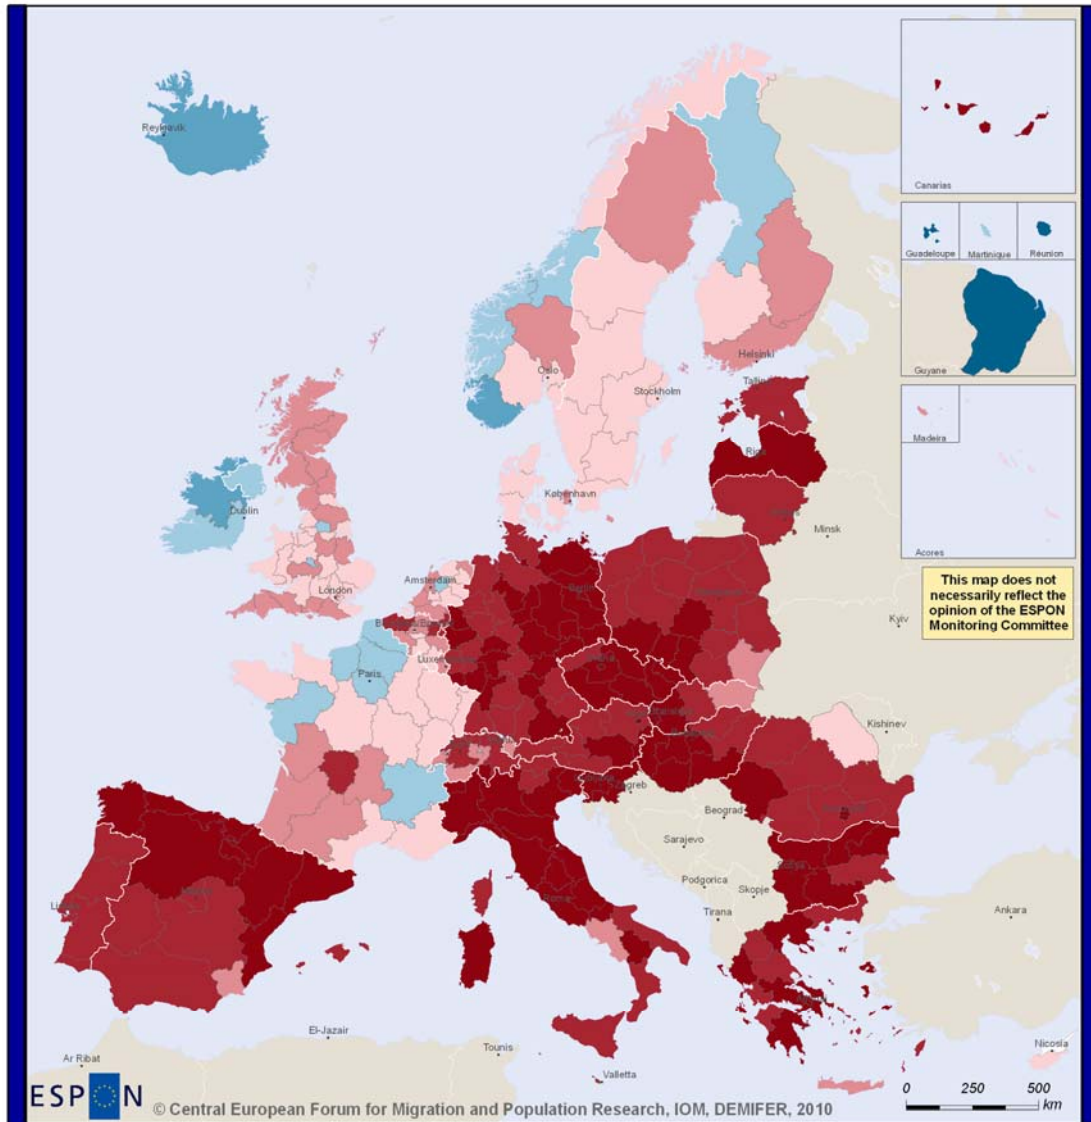 Reykjavik
Canarias
Guadeloupe
Martinique
Réunion
Guyane
Madeira
Acores
This map does not
necessarily reflect the
opinion of the ESPON
Monitoring Committee
Oslo
Stockholm
Helsinki
Tallinn
Riga
København
Dublin
Minsk
London
Amsterdam
Berlin
Kyiv
Paris
Kishinev
Zagreb
Beograd
Sarajevo
Podgorica
Skopje
Tirana
Roma
Ankara
El-Jazair
Tounis
Ar Ribat
Valletta
Nicosia
0 250 500
km
ESPON
© Central European Forum for Migration and Population Research, IOM, DEMIFER, 2010